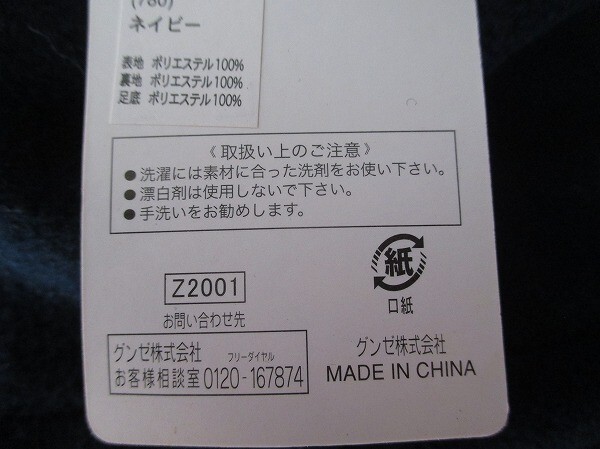 (780)
ネイビー
表地 ポリエステル100%
裏地 ポリエステル100%
足底 ポリエステル100%
《 取扱い上のご注意 》
●洗濯には素材に合った洗剤をお使い下さい。
●漂白剤は使用しないで下さい。
●手洗いをお勧めします。
紙
口紙
Z2001
お問い合わせ先
グンゼ株式会社 フリーダイヤル
お客様相談室 0120-167874
グンゼ株式会社
MADE IN CHINA